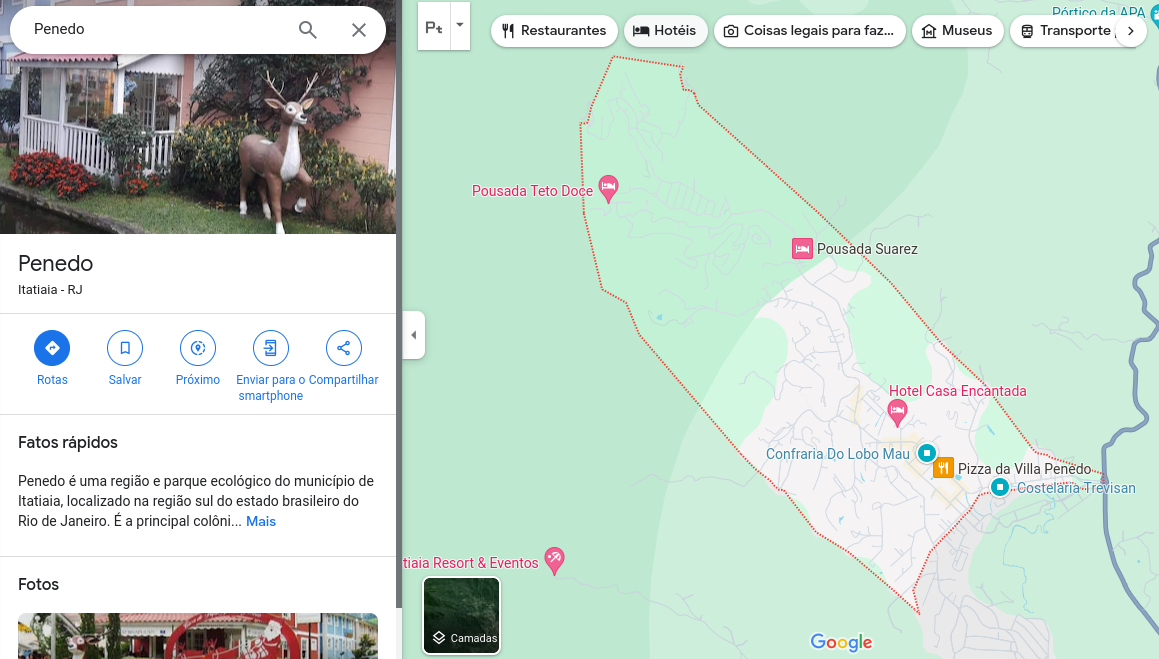 Penedo
Penedo
Itatiaia - RJ
Rotas
Salvar
Próximo
Enviar para o
smartphone
Compartilhar
Fatos rápidos
Penedo é uma região e parque ecológico do município de
Itatiaia, localizado na região sul do estado brasileiro do
Rio de Janeiro. É a principal colôni... Mais
Fotos
Restaurantes
Hotéis
Coisas legais para faz...
Museus
Transporte
Pórtico da APA
Pousada Teto Doce
Pousada Suarez
Hotel Casa Encantada
Confraria Do Lobo Mau
Pizza da Villa Penedo
Costelaria Trevisan
tiaia Resort & Eventos
Camadas
Google